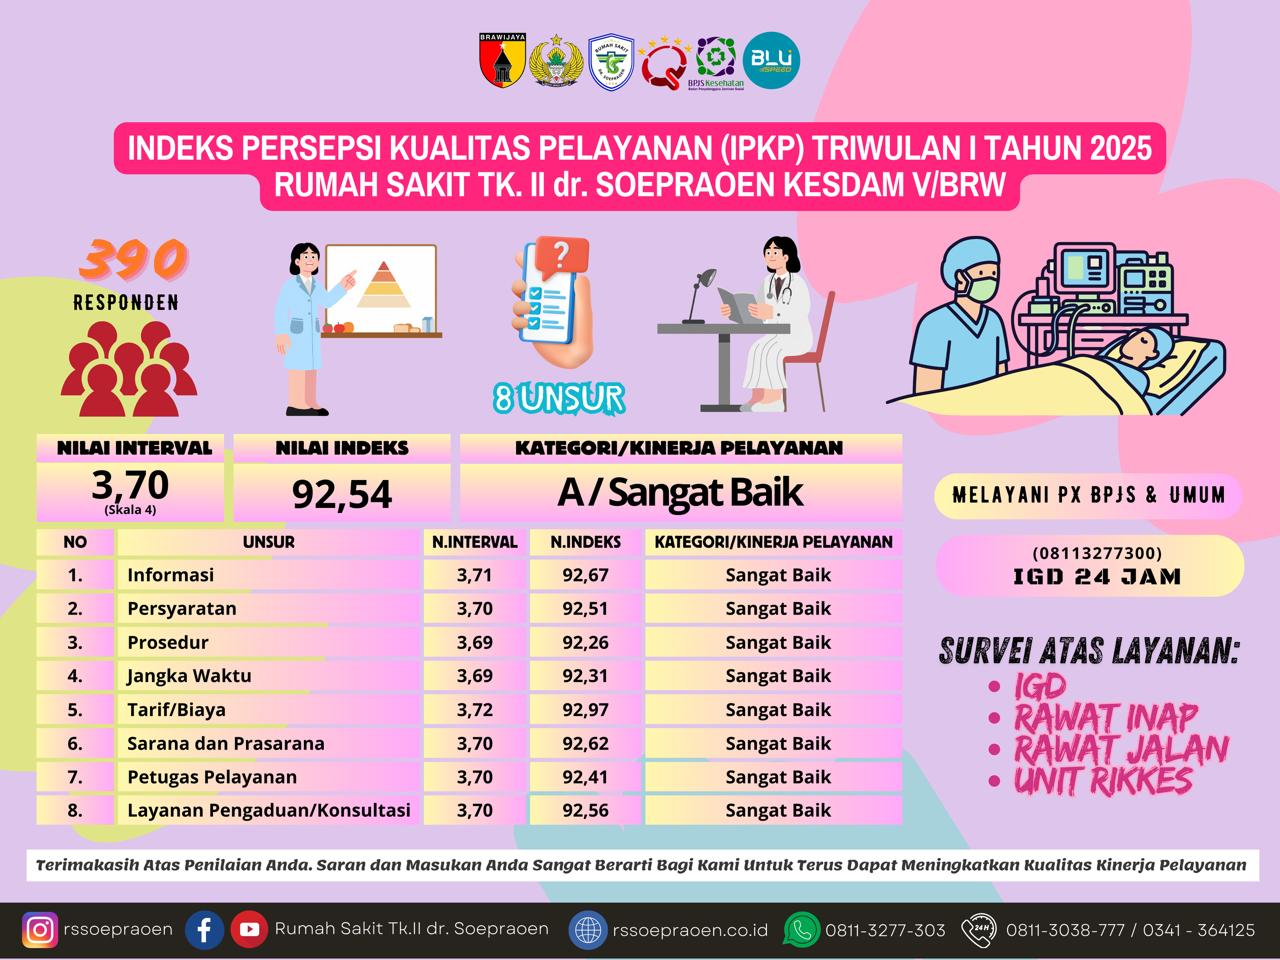 BRAWIJAYA
RUMAH SAKIT
DR. SOEPRAOEN
BPJS Kesehatan
Badan Penyelenggara Jaminan Sosial
BLU
SPEED
INDEKS PERSEPSI KUALITAS PELAYANAN (IPKP) TRIWULAN I TAHUN 2025
RUMAH SAKIT TK. II dr. SOEPRAOEN KESDAM V/BRW
390
RESPONDEN
?
8 UNSUR
NILAI INTERVAL NILAI INDEKS KATEGORI/KINERJA PELAYANAN
3,70 92,54 A / Sangat Baik
(Skala 4)
NO UNSUR N.INTERVAL N.INDEKS KATEGORI/KINERJA PELAYANAN
1. Informasi 3,71 92,67 Sangat Baik
2. Persyaratan 3,70 92,51 Sangat Baik
3. Prosedur 3,69 92,26 Sangat Baik
4. Jangka Waktu 3,69 92,31 Sangat Baik
5. Tarif/Biaya 3,72 92,97 Sangat Baik
6. Sarana dan Prasarana 3,70 92,62 Sangat Baik
7. Petugas Pelayanan 3,70 92,41 Sangat Baik
8. Layanan Pengaduan/Konsultasi 3,70 92,56 Sangat Baik
MELAYANI PX BPJS & UMUM
(08113277300)
IGD 24 JAM
SURVEI ATAS LAYANAN:
• IGD
• RAWAT INAP
• RAWAT JALAN
• UNIT RIKKES
Terimakasih Atas Penilaian Anda. Saran dan Masukan Anda Sangat Berarti Bagi Kami Untuk Terus Dapat Meningkatkan Kualitas Kinerja Pelayanan
rssoepraoen Rumah Sakit Tk.II dr. Soepraoen rssoepraoen.co.id 0811-3277-303 24H 0811-3038-777 / 0341 - 364125